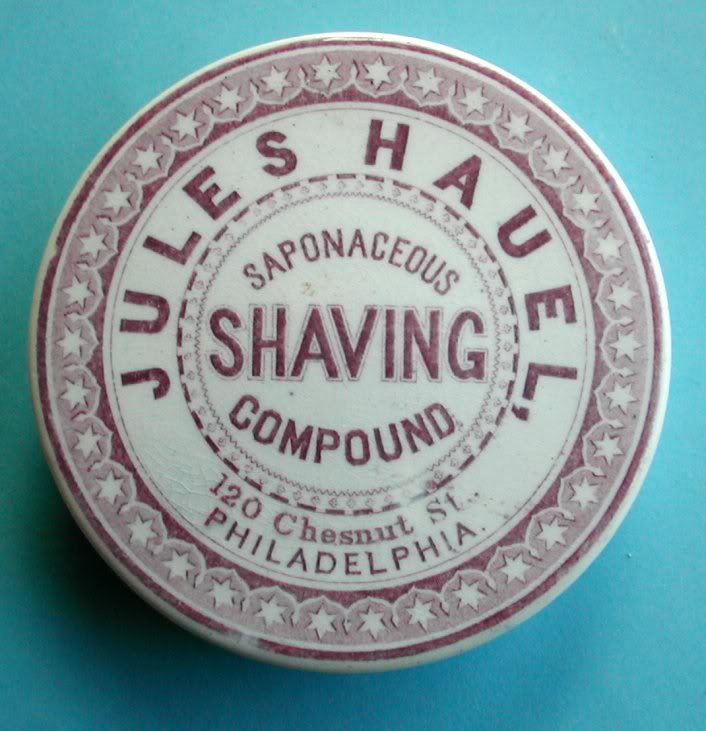 JULES HAUEL,
SAPONACEOUS
SHAVING
COMPOUND
120 Chesnut St.,
PHILADELPHIA.